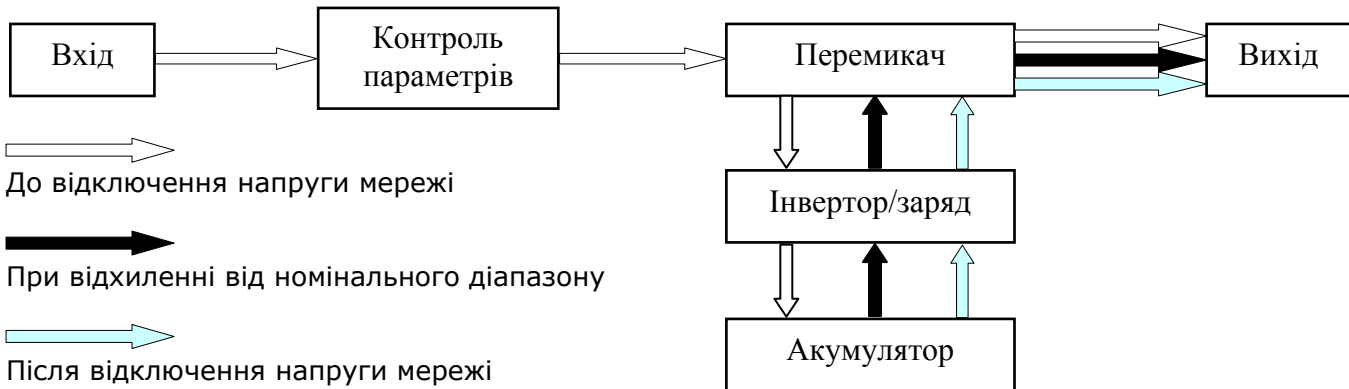 Вхід
Контроль
параметрів
Перемикач
Вихід
До відключення напруги мережі
Інвертор/заряд
При відхиленні від номінального діапазону
Акумулятор
Після відключення напруги мережі